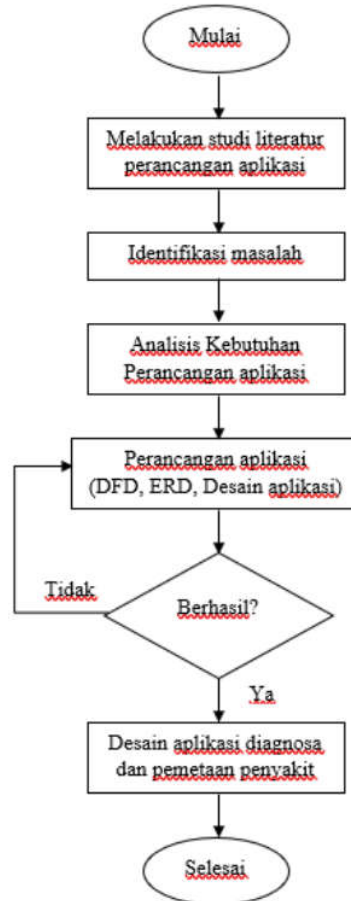 Mulai
Melakukan studi literatur
perancangan aplikasi
Identifikasi masalah
Analisis Kebutuhan
Perancangan aplikasi
Perancangan aplikasi
(DFD, ERD, Desain aplikasi)
Berhasil?
Tidak
Ya
Desain aplikasi diagnosa
dan pemetaan penyakit
Selesai